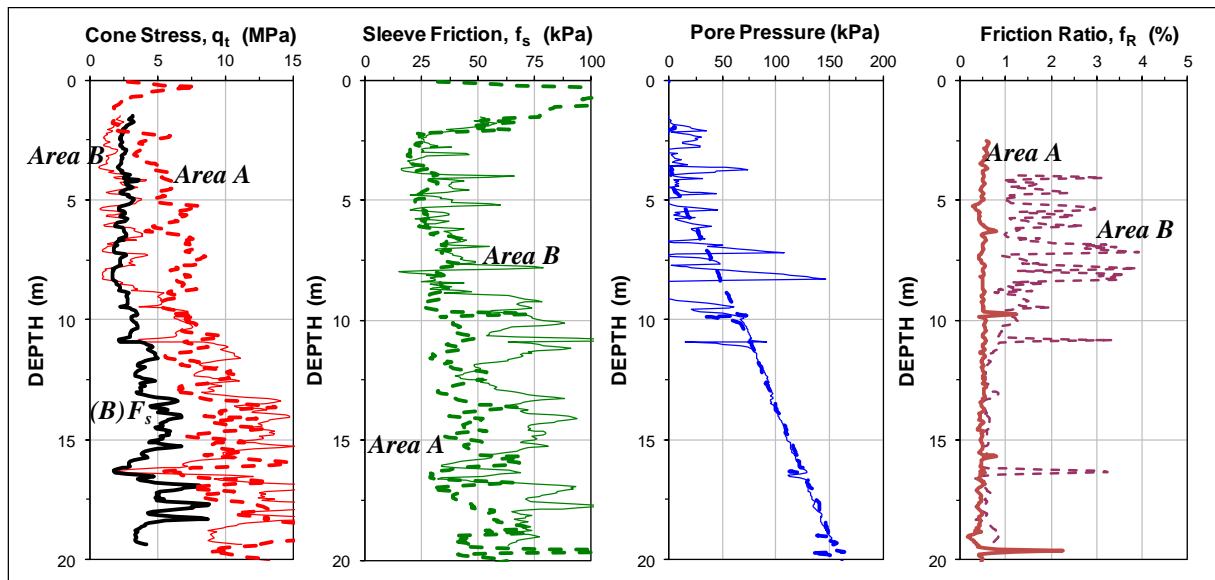 Cone Stress, qt (MPa)
0 5 10 15
0
5
10
15
20
DEPTH (m)
Area B
Area A
(B)Fs
Sleeve Friction, fs (kPa)
0 25 50 75 100
0
5
10
15
20
DEPTH (m)
Area B
Area A
Pore Pressure (kPa)
0 50 100 150 200
0
5
10
15
20
DEPTH (m)
Friction Ratio, fR (%)
0 1 2 3 4 5
0
5
10
15
20
DEPTH (m)
Area A
Area B